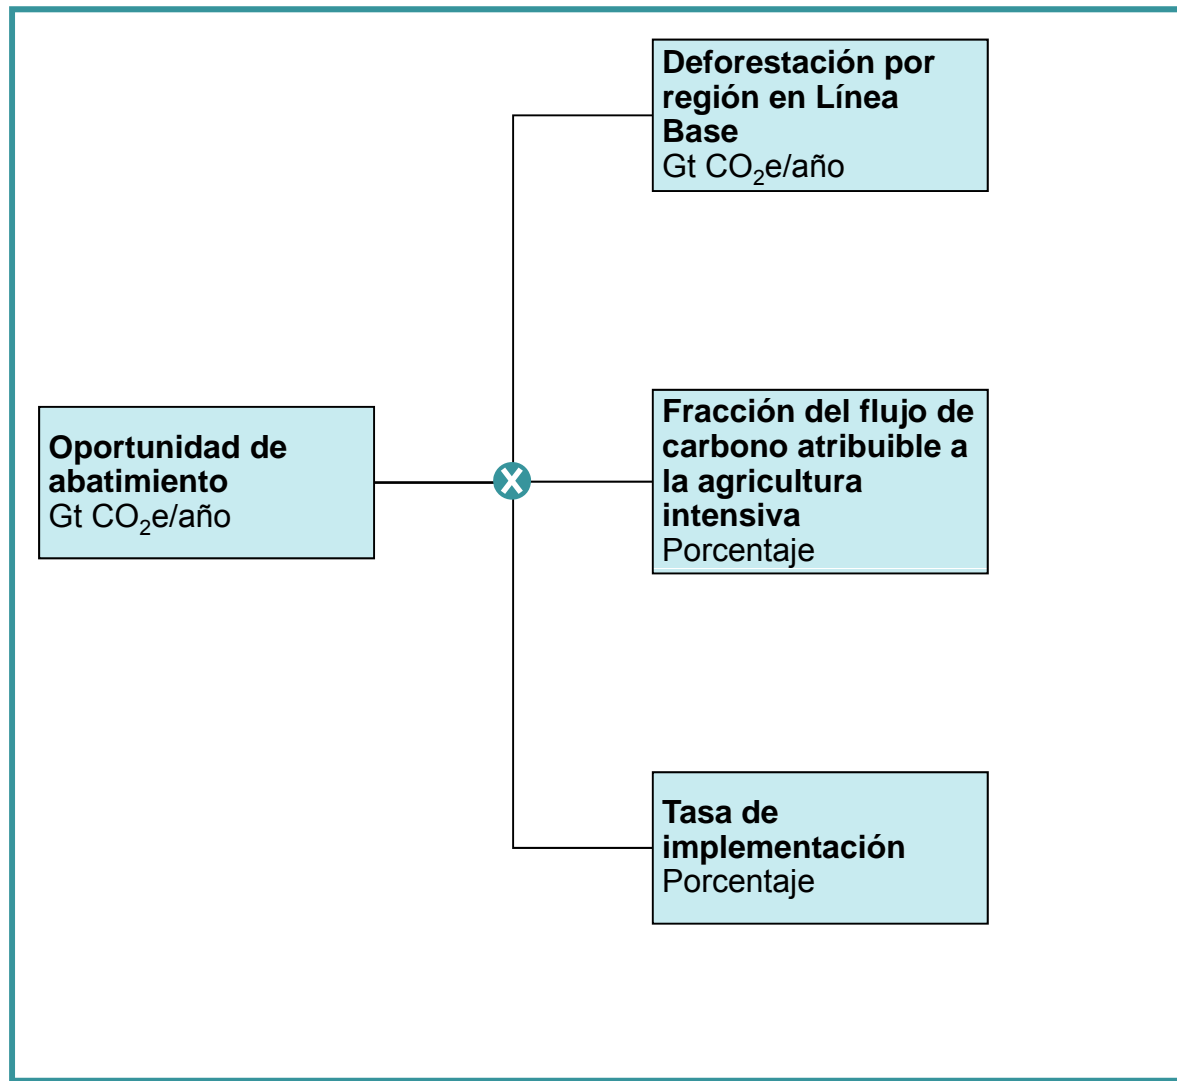 Deforestación por
región en Línea
Base
Gt CO₂e/año
Oportunidad de
abatimiento
Gt CO₂e/año
X
Fracción del flujo de
carbono atribuible a
la agricultura
intensiva
Porcentaje
Tasa de
implementación
Porcentaje